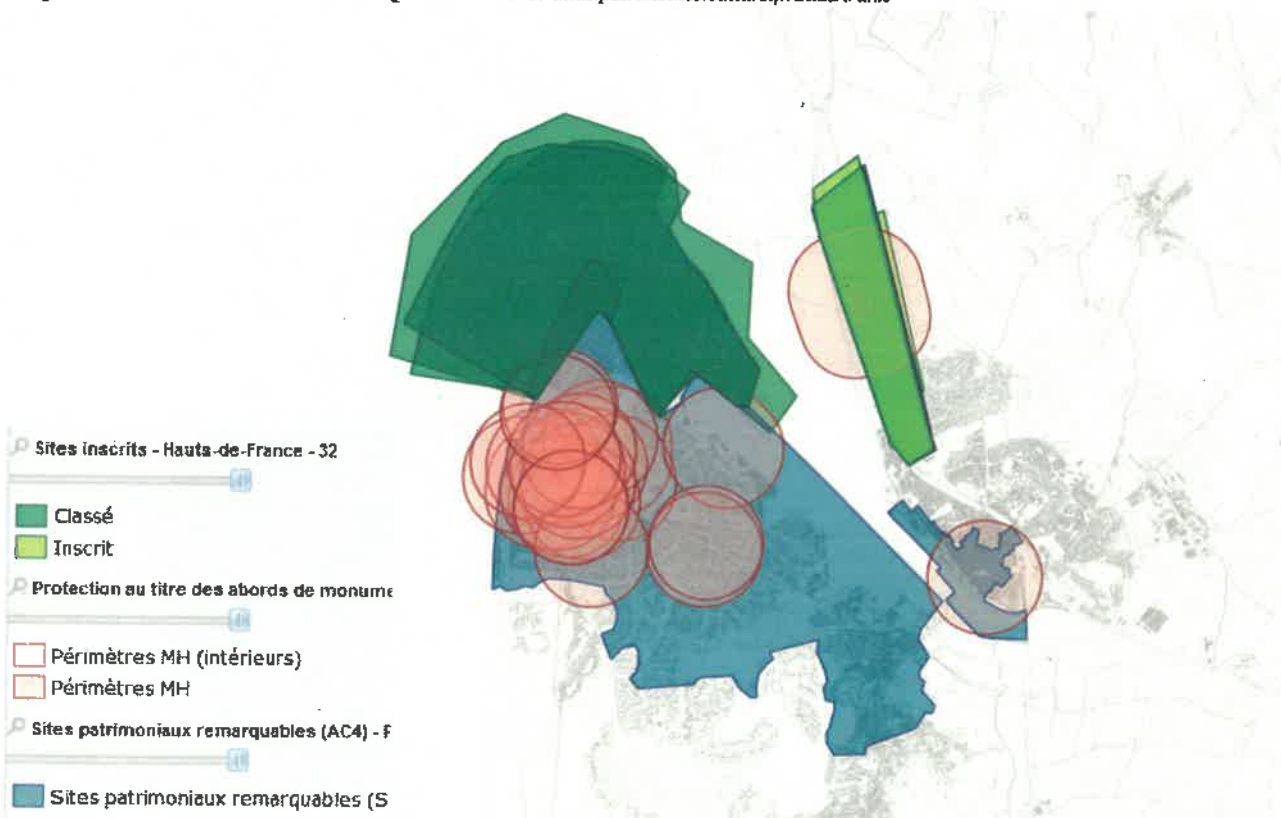 Sites inscrits - Hauts-de-France - 32
Classé
Inscrit
Protection au titre des abords de monume
Périmètres MH (intérieurs)
Périmètres MH
Sites patrimoniaux remarquables (AC4) - F
Sites patrimoniaux remarquables (S